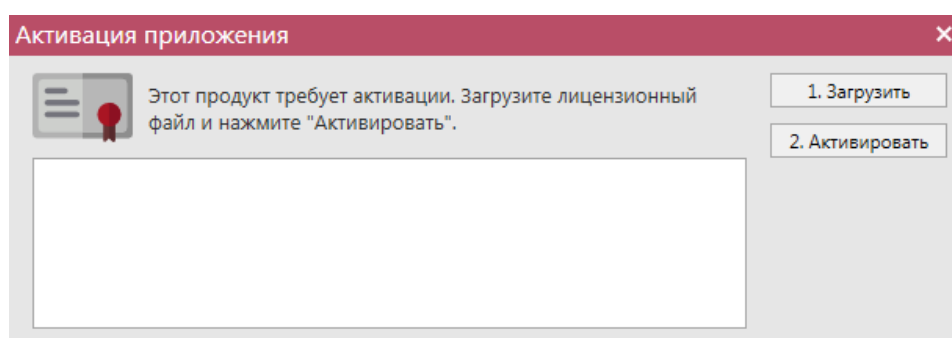 Активация приложения
Этот продукт требует активации. Загрузите лицензионный
файл и нажмите "Активировать".
1. Загрузить
2. Активировать